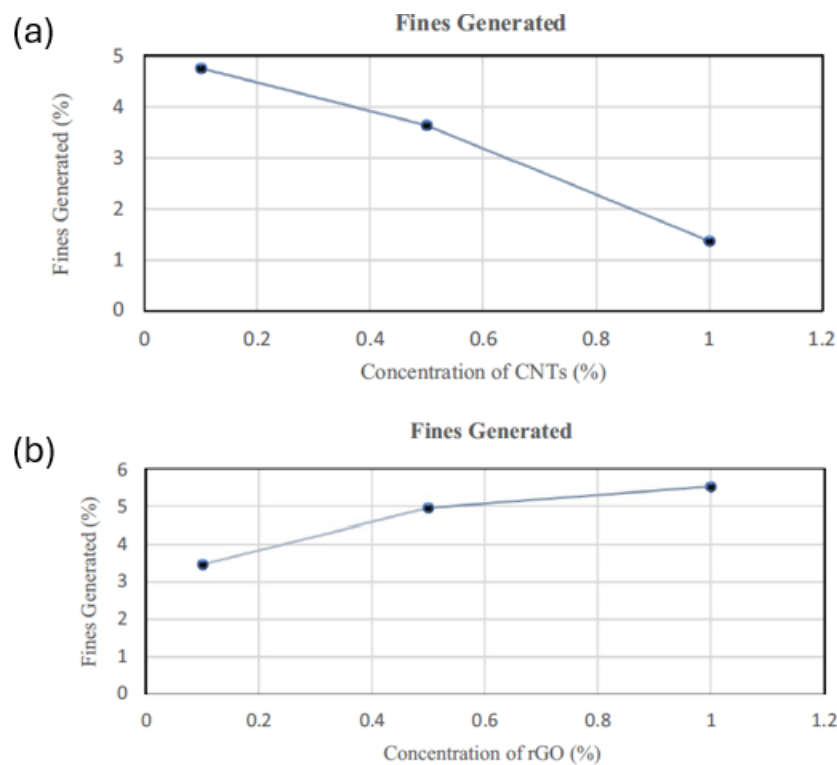 (a)
Fines Generated
Fines Generated (%)
5
4
3
2
1
0
0 0.2 0.4 0.6 0.8 1 1.2
Concentration of CNTs (%)
(b)
Fines Generated
Fines Generated (%)
6
5
4
3
2
1
0
0 0.2 0.4 0.6 0.8 1 1.2
Concentration of rGO (%)